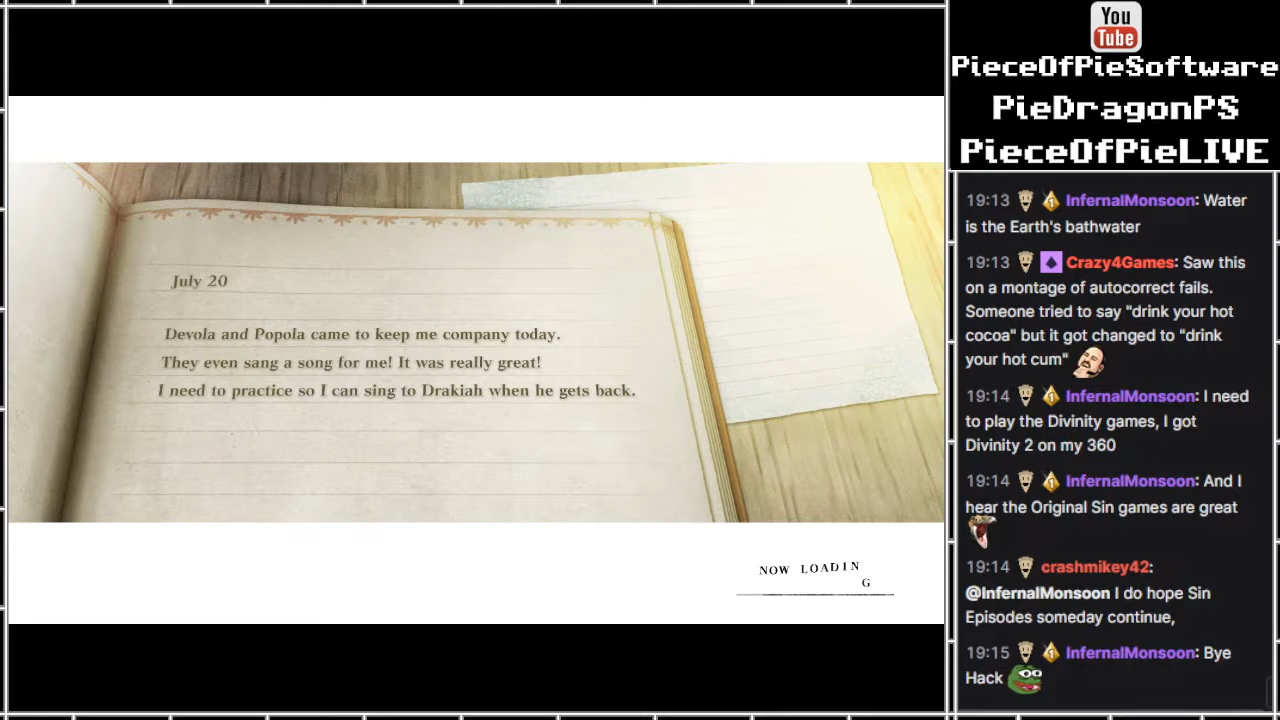 July 20
Devola and Popola came to keep me company today.
They even sang a song for me! It was really great!
I need to practice so I can sing to Drakiah when he gets back.
NOW LOADING
You
Tube
PieceOfPieSoftware
PieDragonPS
PieceOfPieLIVE
19:13 InfernalMonsoon: Water
is the Earth's bathwater
19:13 Crazy4Games: Saw this
on a montage of autocorrect fails.
Someone tried to say "drink your hot
cocoa" but it got changed to "drink
your hot cum"
19:14 InfernalMonsoon: I need
to play the Divinity games, I got
Divinity 2 on my 360
19:14 InfernalMonsoon: And I
hear the Original Sin games are great
19:14 crashmikey42:
@InfernalMonsoon I do hope Sin
Episodes someday continue,
19:15 InfernalMonsoon: Bye
Hack